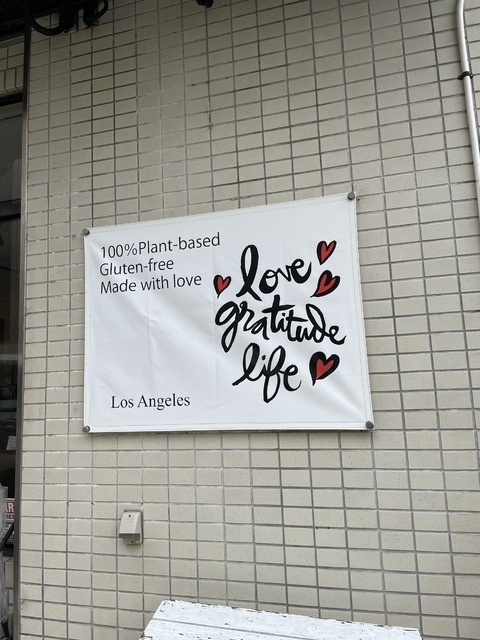 100%Plant-based
Gluten-free
Made with love
love
gratitude
life
Los Angeles